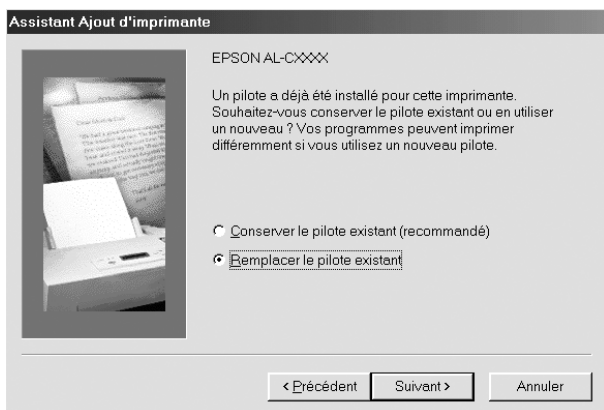 Assistant Ajout d'imprimante
EPSON AL-CXXXX
Un pilote a déjà été installé pour cette imprimante.
Souhaitez-vous conserver le pilote existant ou en utiliser
un nouveau ? Vos programmes peuvent imprimer
différemment si vous utilisez un nouveau pilote.
Conserver le pilote existant (recommandé)
Remplacer le pilote existant
< Précédent
Suivant >
Annuler